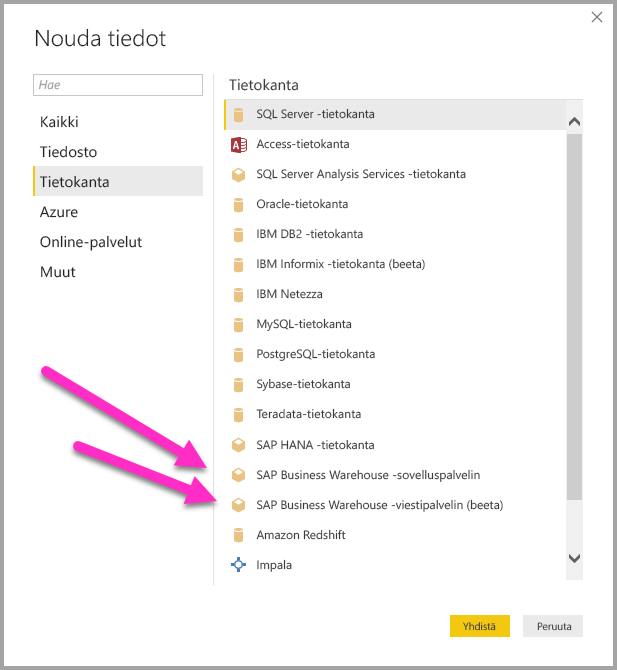 Nouda tiedot
Hae
Kaikki
Tiedosto
Tietokanta
Azure
Online-palvelut
Muut
Tietokanta
SQL Server -tietokanta
A
Access-tietokanta
SQL Server Analysis Services -tietokanta
Oracle-tietokanta
IBM DB2 -tietokanta
IBM Informix -tietokanta (beeta)
IBM Netezza
MySQL-tietokanta
PostgreSQL-tietokanta
Sybase-tietokanta
Teradata-tietokanta
SAP HANA -tietokanta
SAP Business Warehouse -sovelluspalvelin
SAP Business Warehouse -viestipalvelin (beeta)
Amazon Redshift
Impala
Yhdistä
Peruuta